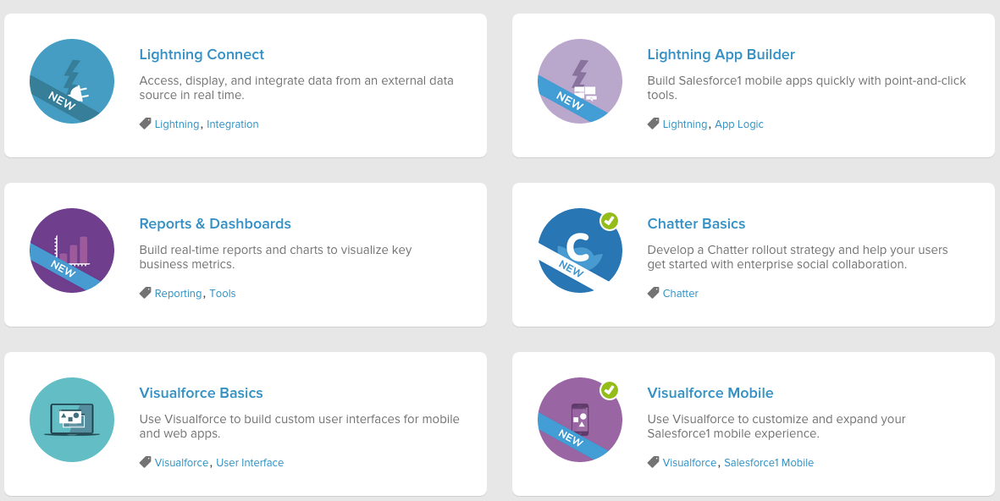 Lightning Connect
Access, display, and integrate data from an external data
source in real time.
NEW
Lightning, Integration
Lightning App Builder
Build Salesforce1 mobile apps quickly with point-and-click
tools.
NEW
Lightning, App Logic
Reports & Dashboards
Build real-time reports and charts to visualize key
business metrics.
NEW
Reporting, Tools
Chatter Basics
C
Develop a Chatter rollout strategy and help your users
get started with enterprise social collaboration.
NEW
Chatter
Visualforce Basics
Use Visualforce to build custom user interfaces for mobile
and web apps.
Visualforce, User Interface
Visualforce Mobile
Use Visualforce to customize and expand your
Salesforce1 mobile experience.
NEW
Visualforce, Salesforce1 Mobile